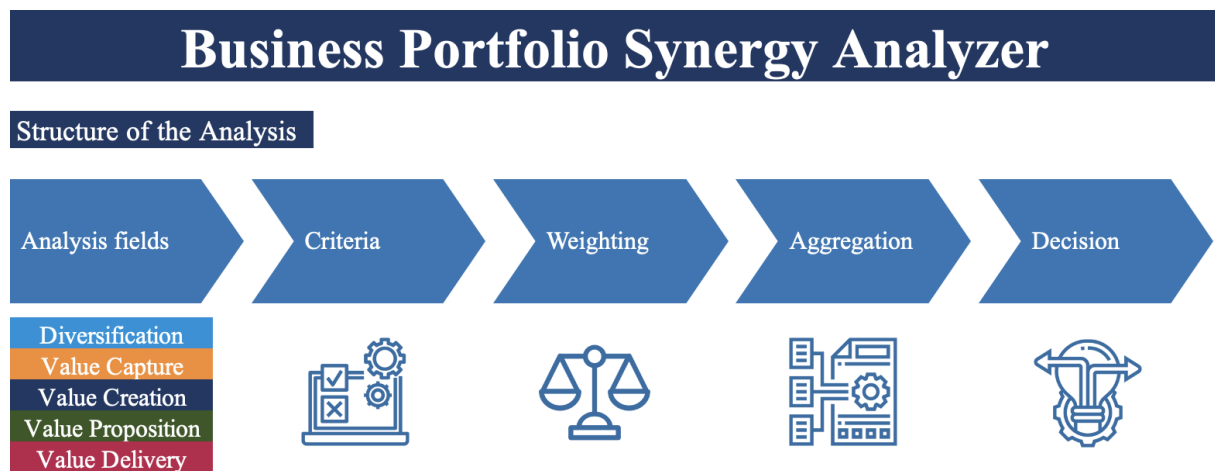 Business Portfolio Synergy Analyzer
Structure of the Analysis
Analysis fields
Criteria
Weighting
Aggregation
Decision
Diversification
Value Capture
Value Creation
Value Proposition
Value Delivery